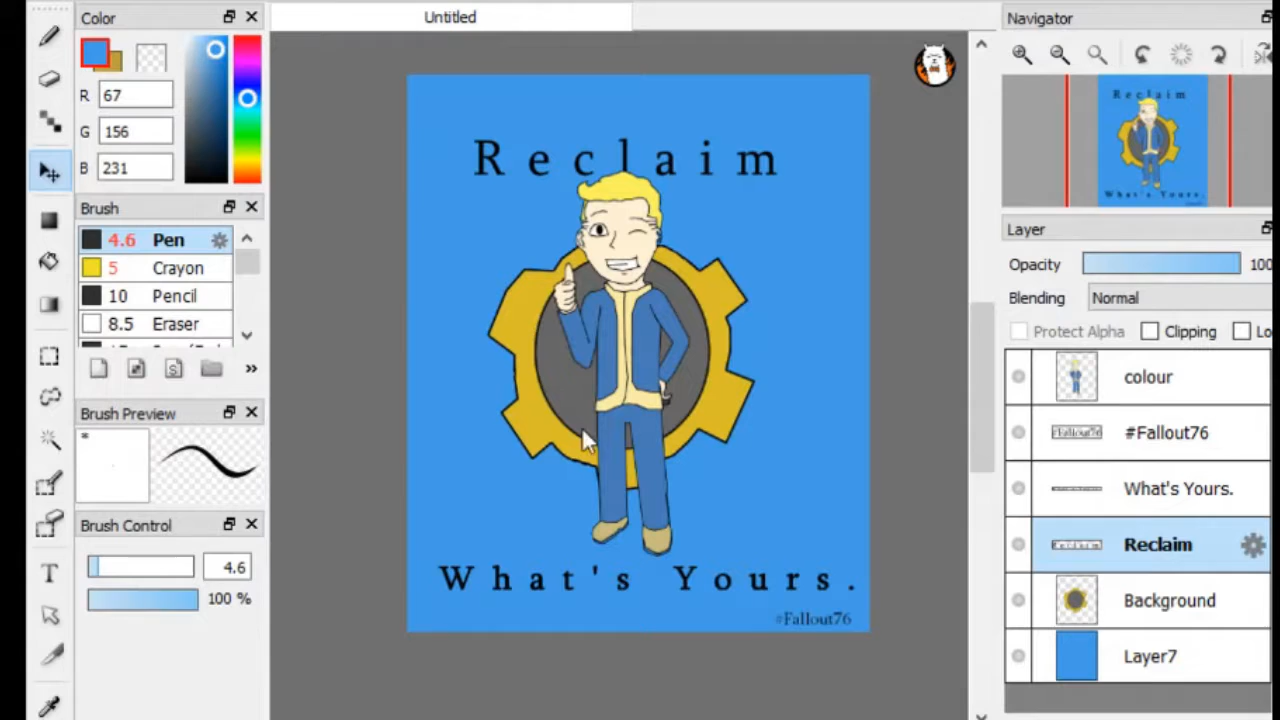 Color
Untitled
Navigator
R 67
G 156
B 231
Brush
4.6 Pen
5 Crayon
10 Pencil
8.5 Eraser
Brush Preview
Brush Control
4.6
100 %
Reclaim
What's Yours.
#Fallout76
Reclaim
What's Yours.
Layer
Opacity 100
Blending Normal
Protect Alpha Clipping Lo
colour
#Fallout76
What's Yours.
Reclaim
Background
Layer7